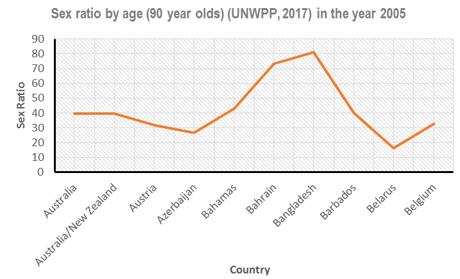 Sex ratio by age (90 year olds) (UNWPP, 2017) in the year 2005
90
80
70
60
50
40
30
20
10
0
Sex Ratio
Australia
Australia/New Zealand
Austria
Azerbaijan
Bahamas
Bahrain
Bangladesh
Barbados
Belarus
Belgium
Country